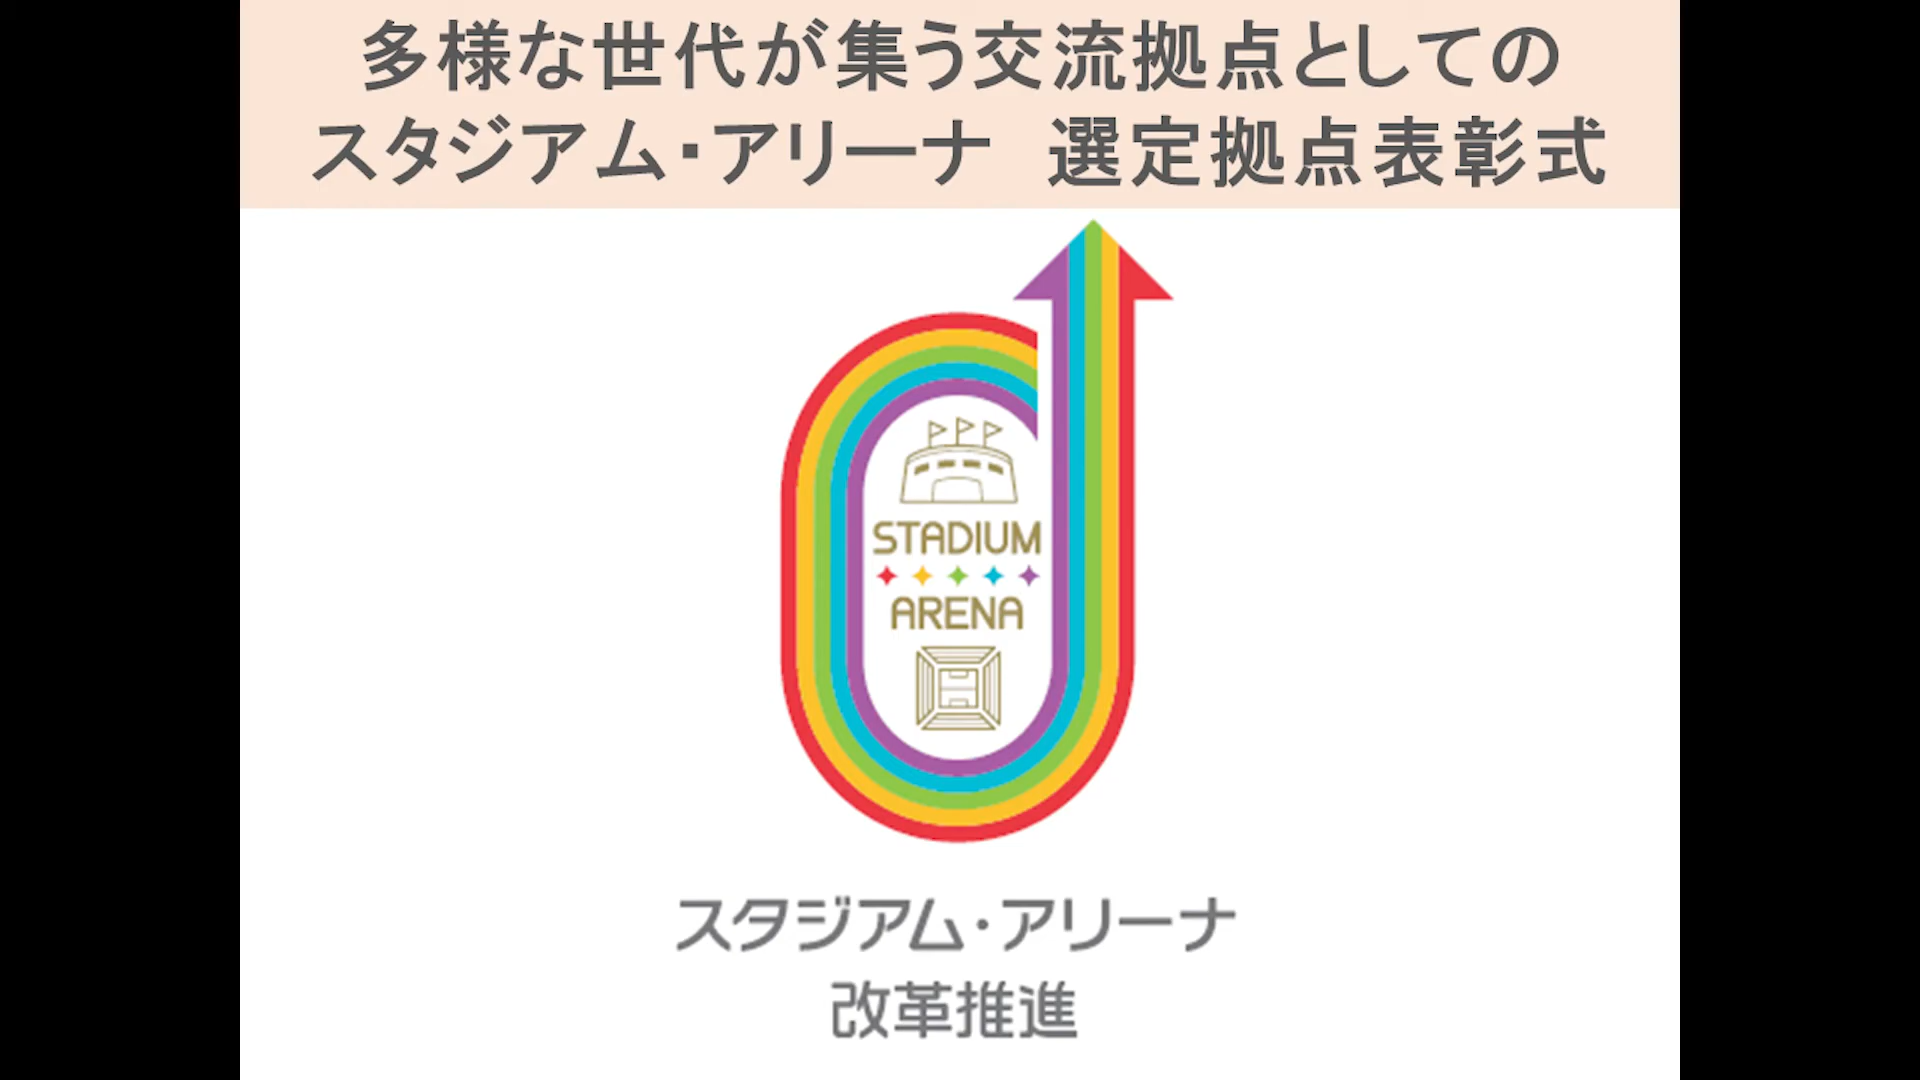 多様な世代が集う交流拠点としての
スタジアム・アリーナ　選定拠点表彰式
STADIUM
ARENA
スタジアム・アリーナ
改革推進